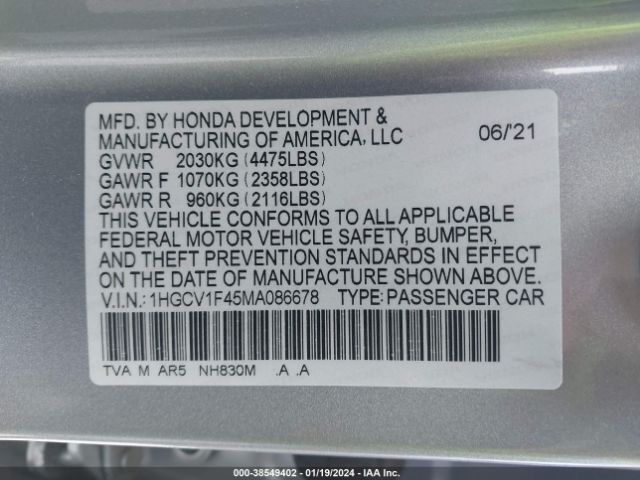 MFD. BY HONDA DEVELOPMENT &
MANUFACTURING OF AMERICA, LLC 06/'21
GVWR 2030KG (4475LBS)
GAWR F 1070KG (2358LBS)
GAWR R 960KG (2116LBS)
THIS VEHICLE CONFORMS TO ALL APPLICABLE
FEDERAL MOTOR VEHICLE SAFETY, BUMPER,
AND THEFT PREVENTION STANDARDS IN EFFECT
ON THE DATE OF MANUFACTURE SHOWN ABOVE.
V.I.N.: 1HGCV1F45MA086678 TYPE: PASSENGER CAR
TVA M AR5 NH830M .A .A
000-38549402 - 01/19/2024 - IAA Inc.